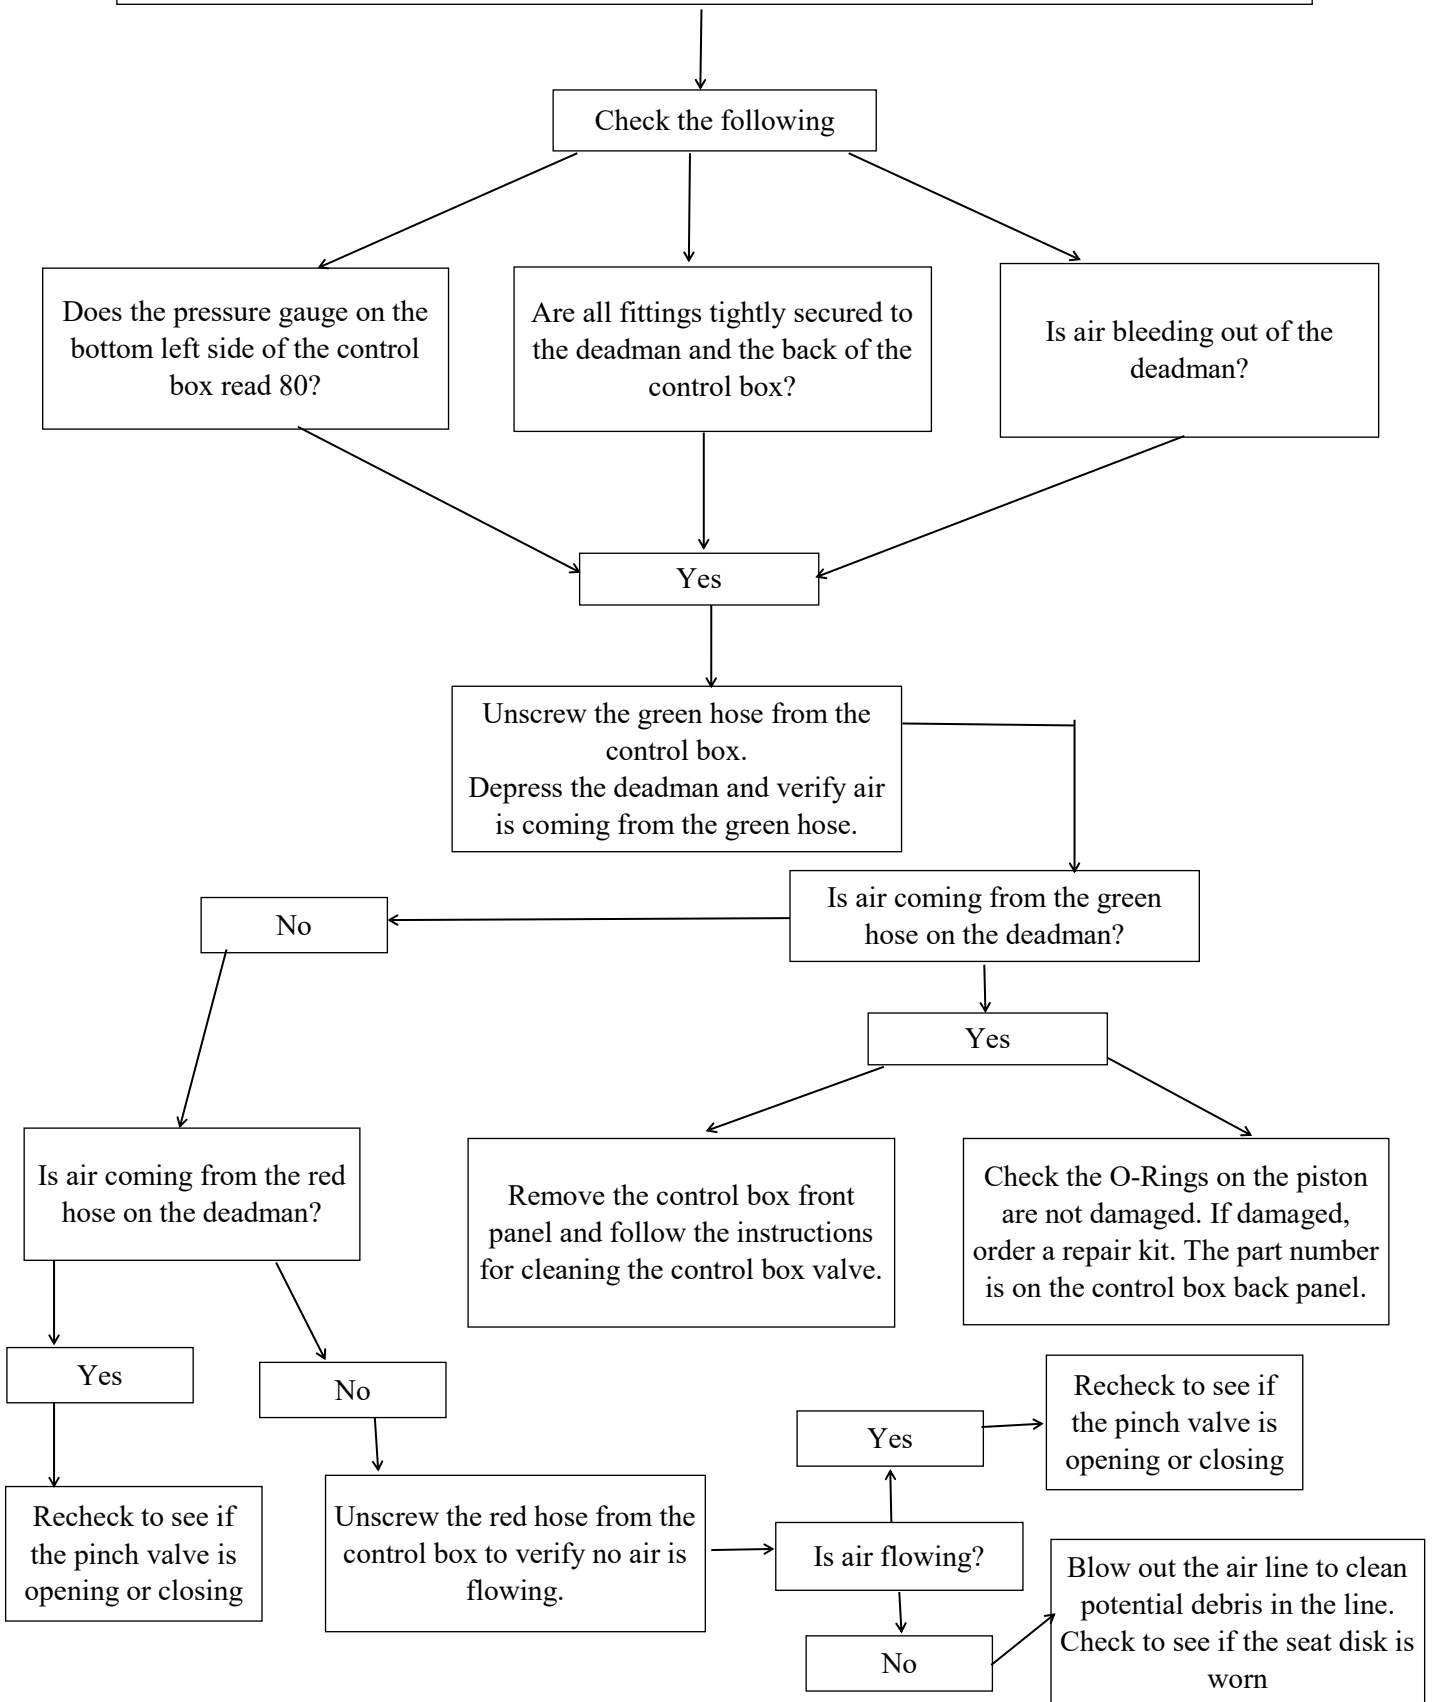 Check the following
Does the pressure gauge on the
bottom left side of the control
box read 80?
Are all fittings tightly secured to
the deadman and the back of the
control box?
Is air bleeding out of the
deadman?
Yes
Unscrew the green hose from the
control box.
Depress the deadman and verify air
is coming from the green hose.
Is air coming from the green
hose on the deadman?
No
Yes
Is air coming from the red
hose on the deadman?
Remove the control box front
panel and follow the instructions
for cleaning the control box valve.
Check the O-Rings on the piston
are not damaged. If damaged,
order a repair kit. The part number
is on the control box back panel.
Yes
No
Recheck to see if
the pinch valve is
opening or closing
Unscrew the red hose from the
control box to verify no air is
flowing.
Is air flowing?
Yes
Recheck to see if
the pinch valve is
opening or closing
No
Blow out the air line to clean
potential debris in the line.
Check to see if the seat disk is
worn